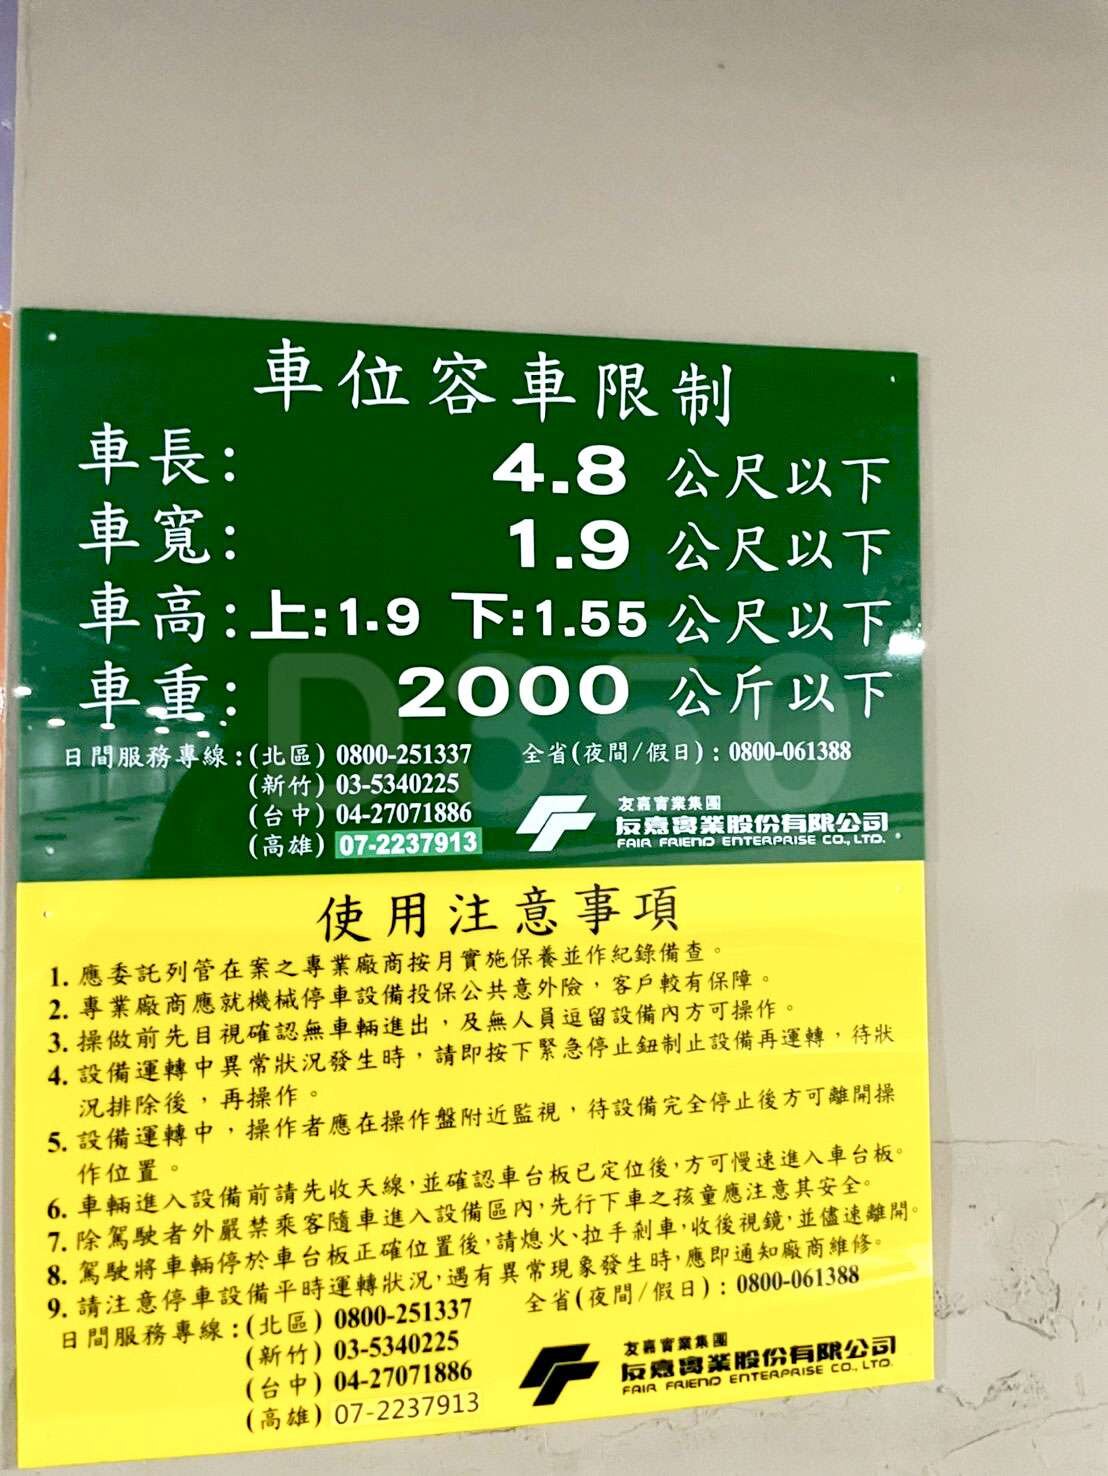 車位容車限制
車長: 4.8 公尺以下
車寬: 1.9 公尺以下
車高:上:1.9 下:1.55 公尺以下
車重: 2000 公斤以下
日間服務專線:(北區) 0800-251337 全省(夜間/假日):0800-061388
(新竹) 03-5340225
(台中) 04-27071886
(高雄) 07-2237913
友嘉實業集團
友嘉實業股份有限公司
FAIR FRIEND ENTERPRISE CO., LTD.
D350
使用注意事項
1. 應委託列管在案之專業廠商按月實施保養並作紀錄備查。
2. 專業廠商應就機械停車設備投保公共意外險,客戶較有保障。
3. 操做前先目視確認無車輛進出,及無人員逗留設備內方可操作。
4. 設備運轉中異常狀況發生時,請即按下緊急停止鈕制止設備再運轉,待狀
況排除後,再操作。
5. 設備運轉中,操作者應在操作盤附近監視,待設備完全停止後方可離開操
作位置。
6. 車輛進入設備前請先收天線,並確認車台板已定位後,方可慢速進入車台板。
7. 除駕駛者外嚴禁乘客隨車進入設備區內,先行下車之孩童應注意其安全。
8. 駕駛將車輛停於車台板正確位置後,請熄火、拉手剎車,收後視鏡,並儘速離開。
9. 請注意停車設備平時運轉狀況,遇有異常現象發生時,應即通知廠商維修。
日間服務專線:(北區) 0800-251337 全省(夜間/假日):0800-061388
(新竹) 03-5340225
(台中) 04-27071886
(高雄) 07-2237913
友嘉實業集團
友嘉實業股份有限公司
FAIR FRIEND ENTERPRISE CO., LTD.